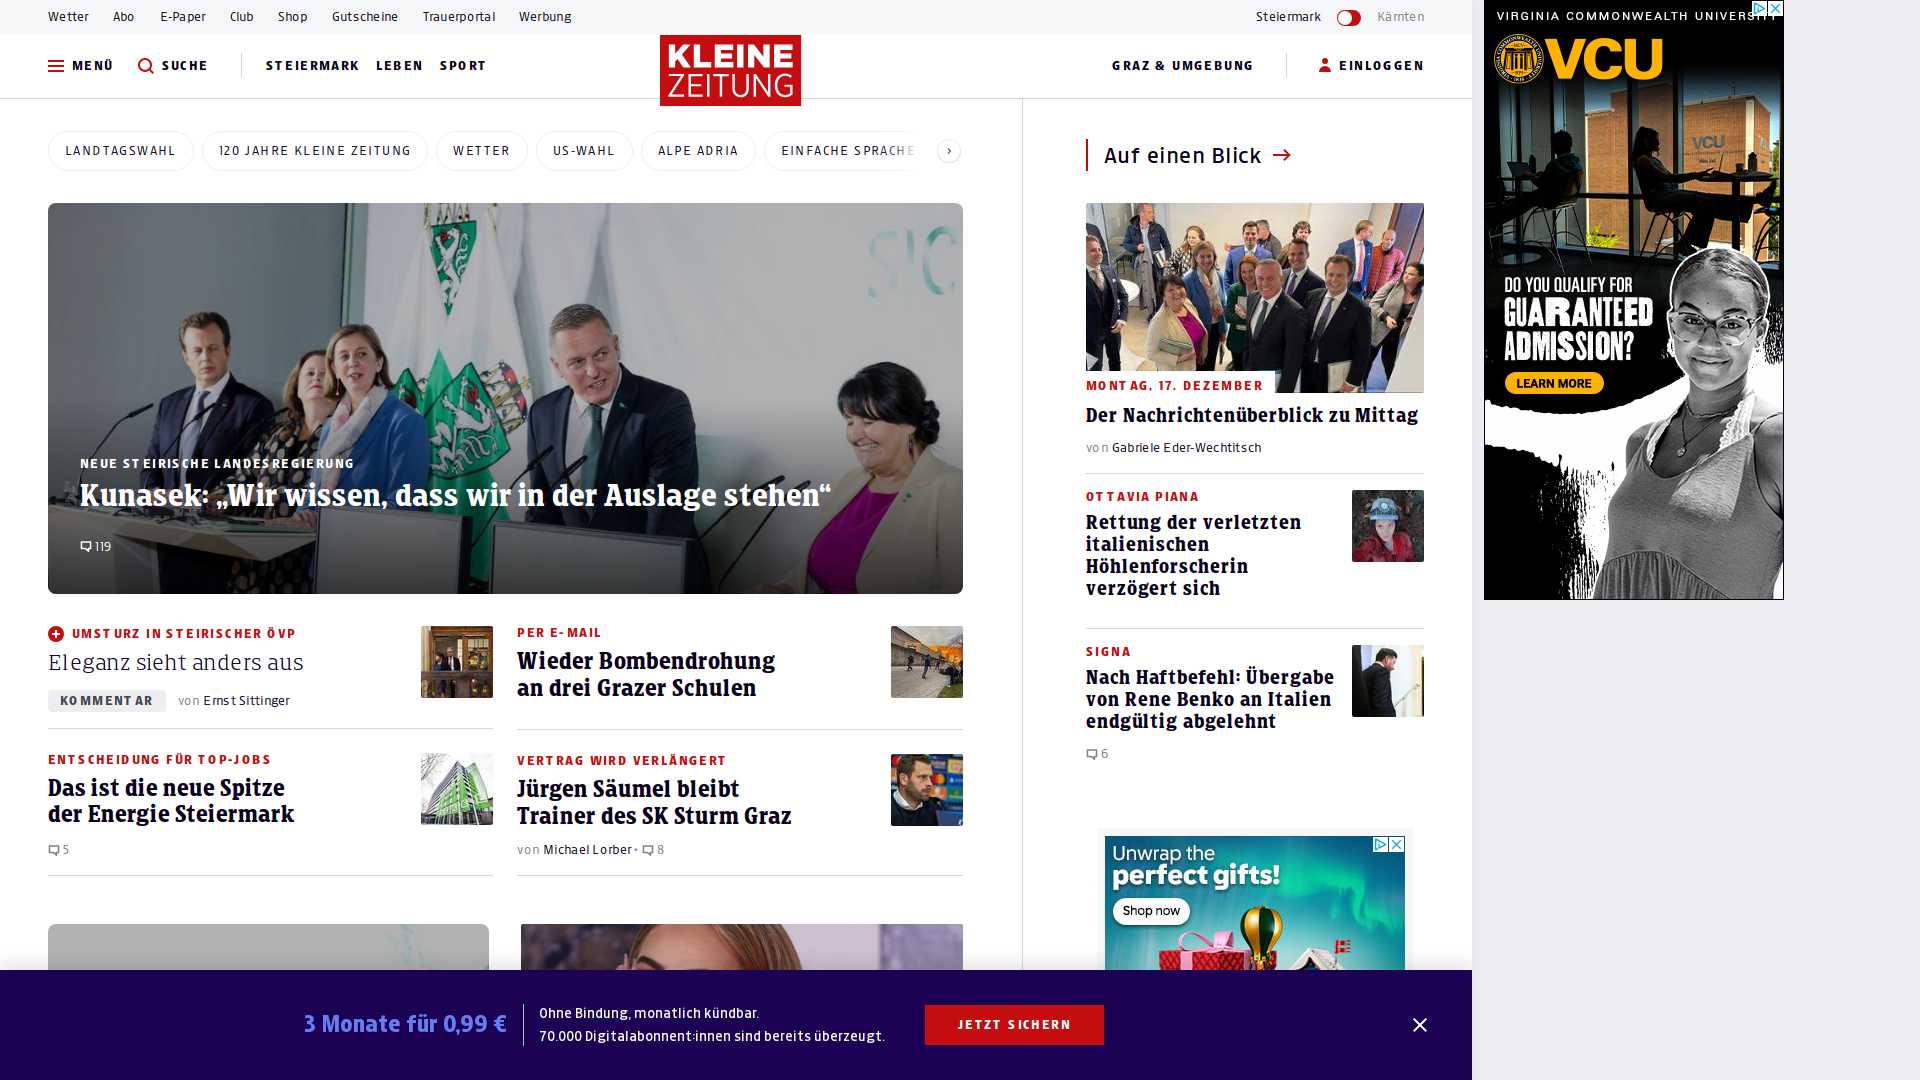 Wetter Abo E-Paper Club Shop Gutscheine Trauerportal Werbung
Steiermark Kärnten
MENÜ SUCHE STEIERMARK LEBEN SPORT
KLEINE
ZEITUNG
GRAZ & UMGEBUNG EINLOGGEN
LANDTAGSWAHL 120 JAHRE KLEINE ZEITUNG WETTER US-WAHL ALPE ADRIA EINFACHE SPRACHE
NEUE STEIRISCHE LANDESREGIERUNG
Kunasek: „Wir wissen, dass wir in der Auslage stehen“
119
UMSTURZ IN STEIRISCHER ÖVP
Eleganz sieht anders aus
KOMMENTAR von Ernst Sittinger
PER E-MAIL
Wieder Bombendrohung
an drei Grazer Schulen
ENTSCHEIDUNG FÜR TOP-JOBS
Das ist die neue Spitze
der Energie Steiermark
5
VERTRAG WIRD VERLÄNGERT
Jürgen Säumel bleibt
Trainer des SK Sturm Graz
von Michael Lorber • 8
Auf einen Blick →
MONTAG, 17. DEZEMBER
Der Nachrichtenüberblick zu Mittag
von Gabriele Eder-Wechtitsch
OTTAVIA PIANA
Rettung der verletzten
italienischen
Höhlenforscherin
verzögert sich
SIGNA
Nach Haftbefehl: Übergabe
von Rene Benko an Italien
endgültig abgelehnt
6
Unwrap the
perfect gifts!
Shop now
VIRGINIA COMMONWEALTH UNIVERSITY
VCU
VCU
DO YOU QUALIFY FOR
GUARANTEED
ADMISSION?
LEARN MORE
3 Monate für 0,99 €
Ohne Bindung, monatlich kündbar.
70.000 Digitalabonnent:innen sind bereits überzeugt.
JETZT SICHERN